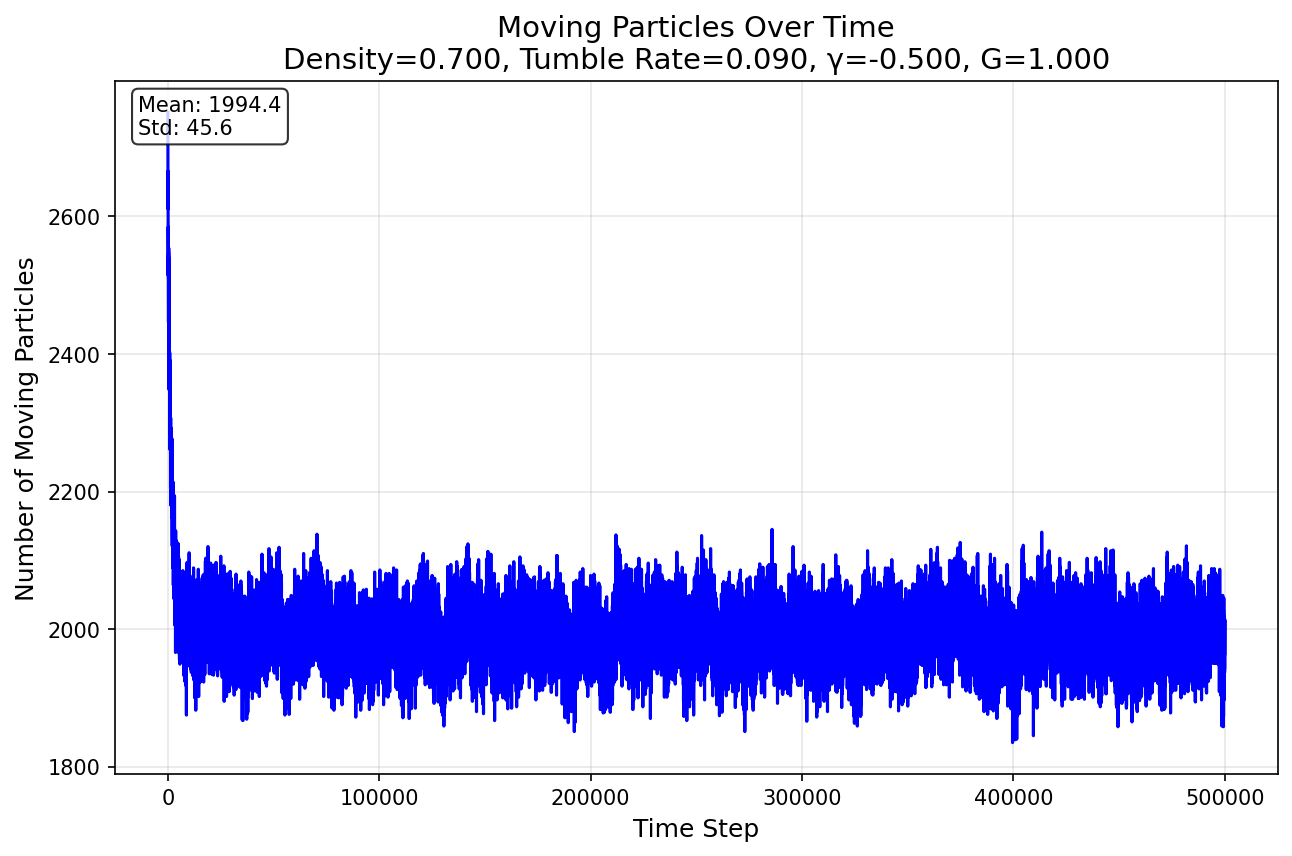 Moving Particles Over Time
Density=0.700, Tumble Rate=0.090, γ=-0.500, G=1.000
Mean: 1994.4
Std: 45.6
Number of Moving Particles
2600
2400
2200
2000
1800
0
100000
200000
300000
400000
500000
Time Step